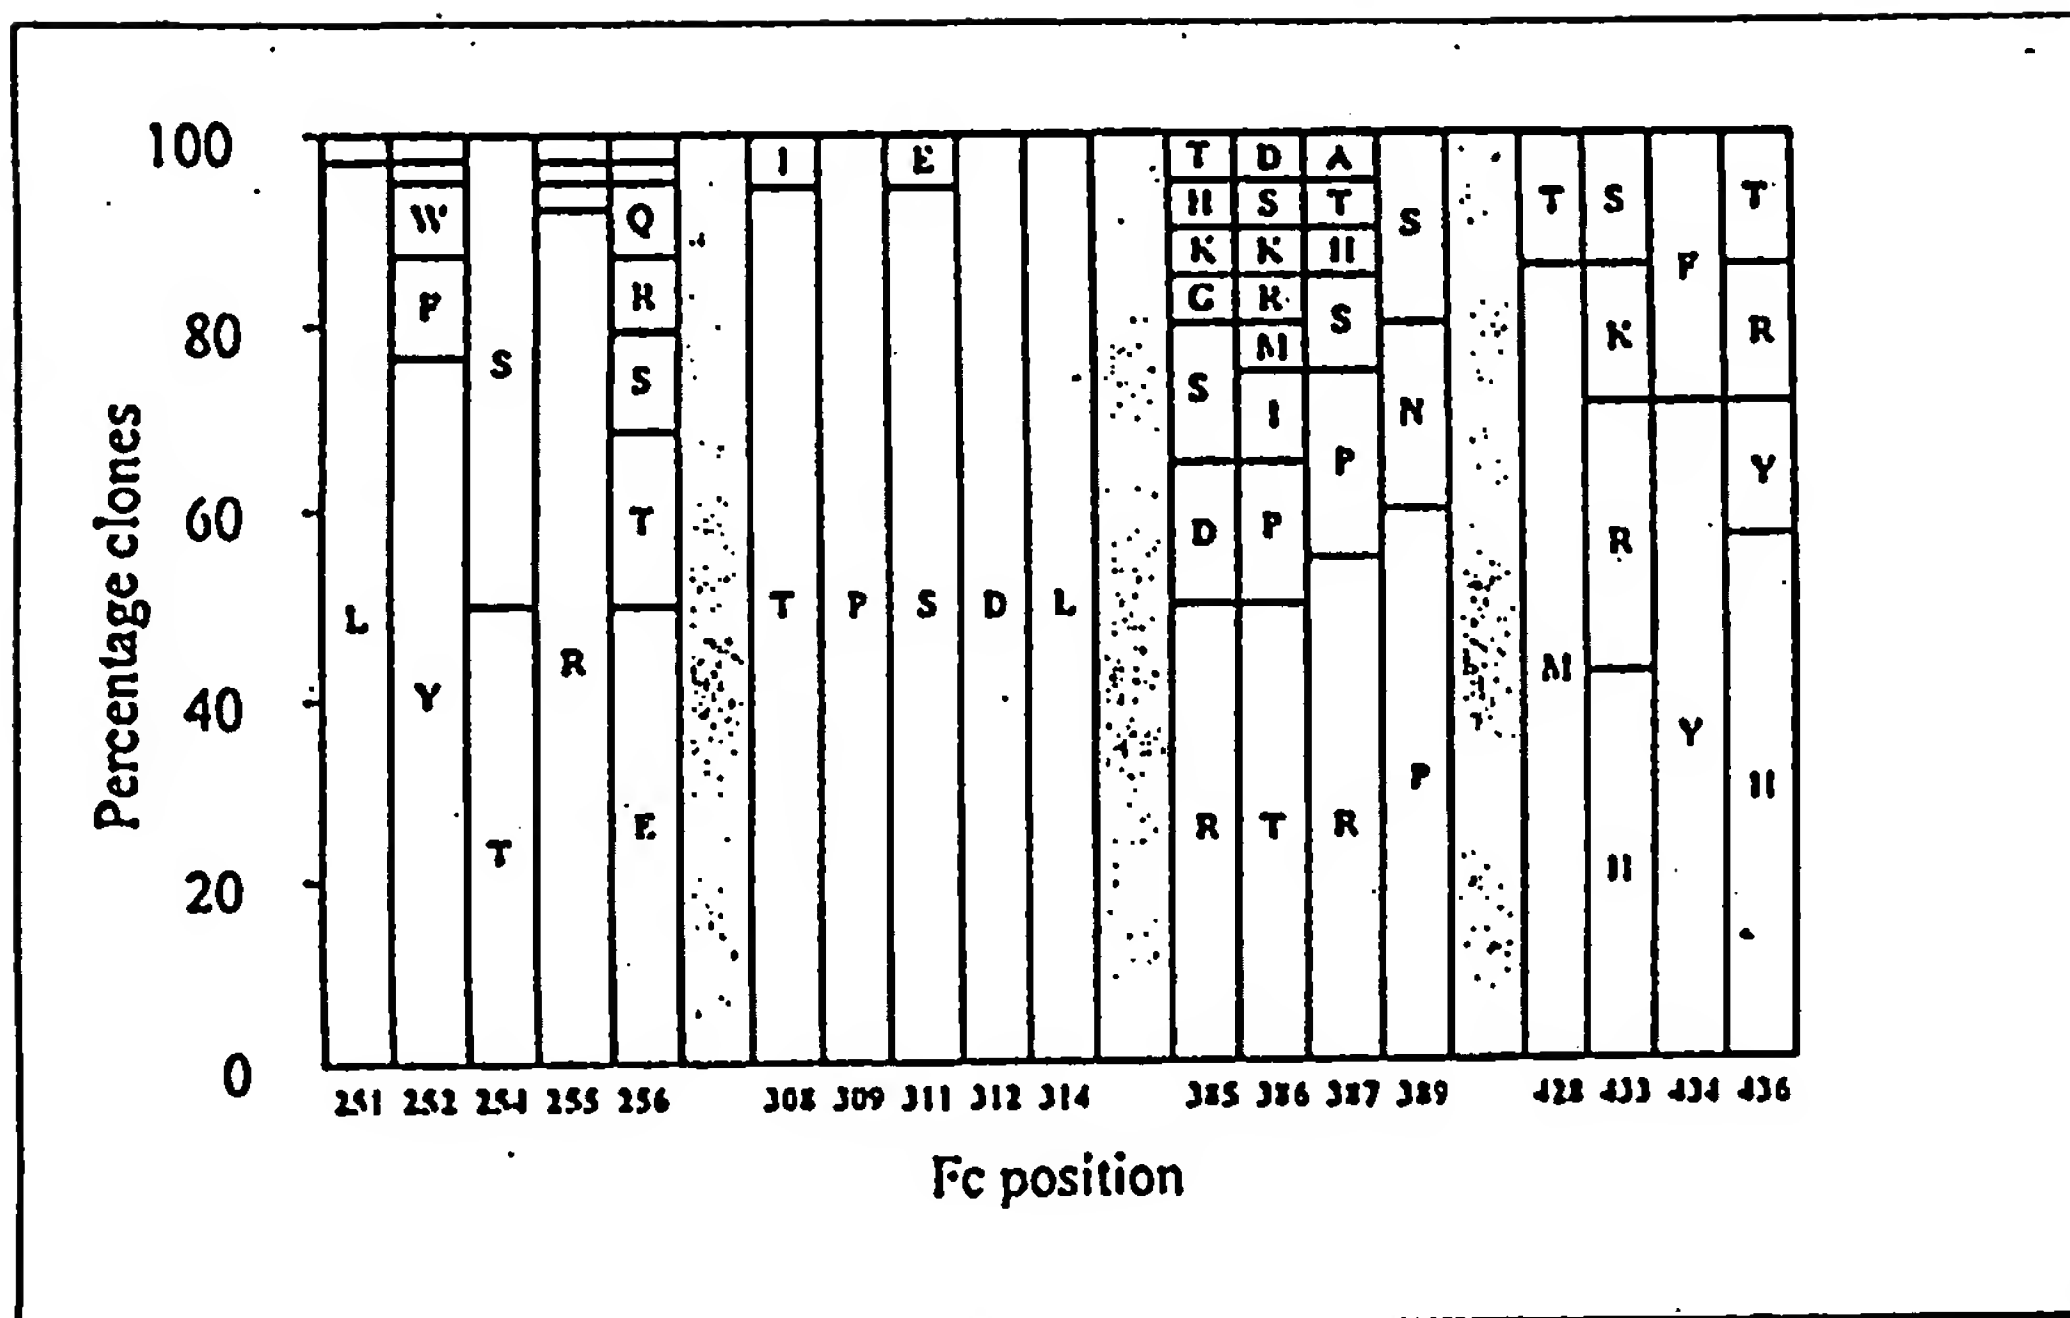 100
I E T D A
H S T T S T
W Q K K H S
F G
80 S M K R
S S I N
P Y
60 T D P R
L T P S D L
R M
40 Y Y
P H
20 T E R T R H
0
251 252 254 255 256 308 309 311 312 314 385 386 387 389 428 433 434 436
Percentage clones
Fc position